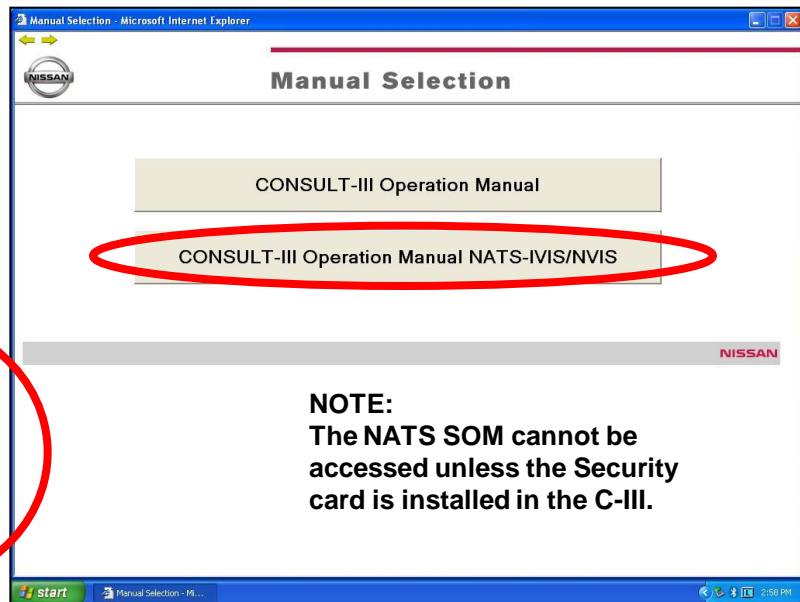 Manual Selection - Microsoft Internet Explorer
NISSAN
Manual Selection
CONSULT-III Operation Manual
CONSULT-III Operation Manual NATS-IVIS/NVIS
NISSAN
NOTE:
The NATS SOM cannot be
accessed unless the Security
card is installed in the C-III.
start
Manual Selection - Mi...
2:58 PM